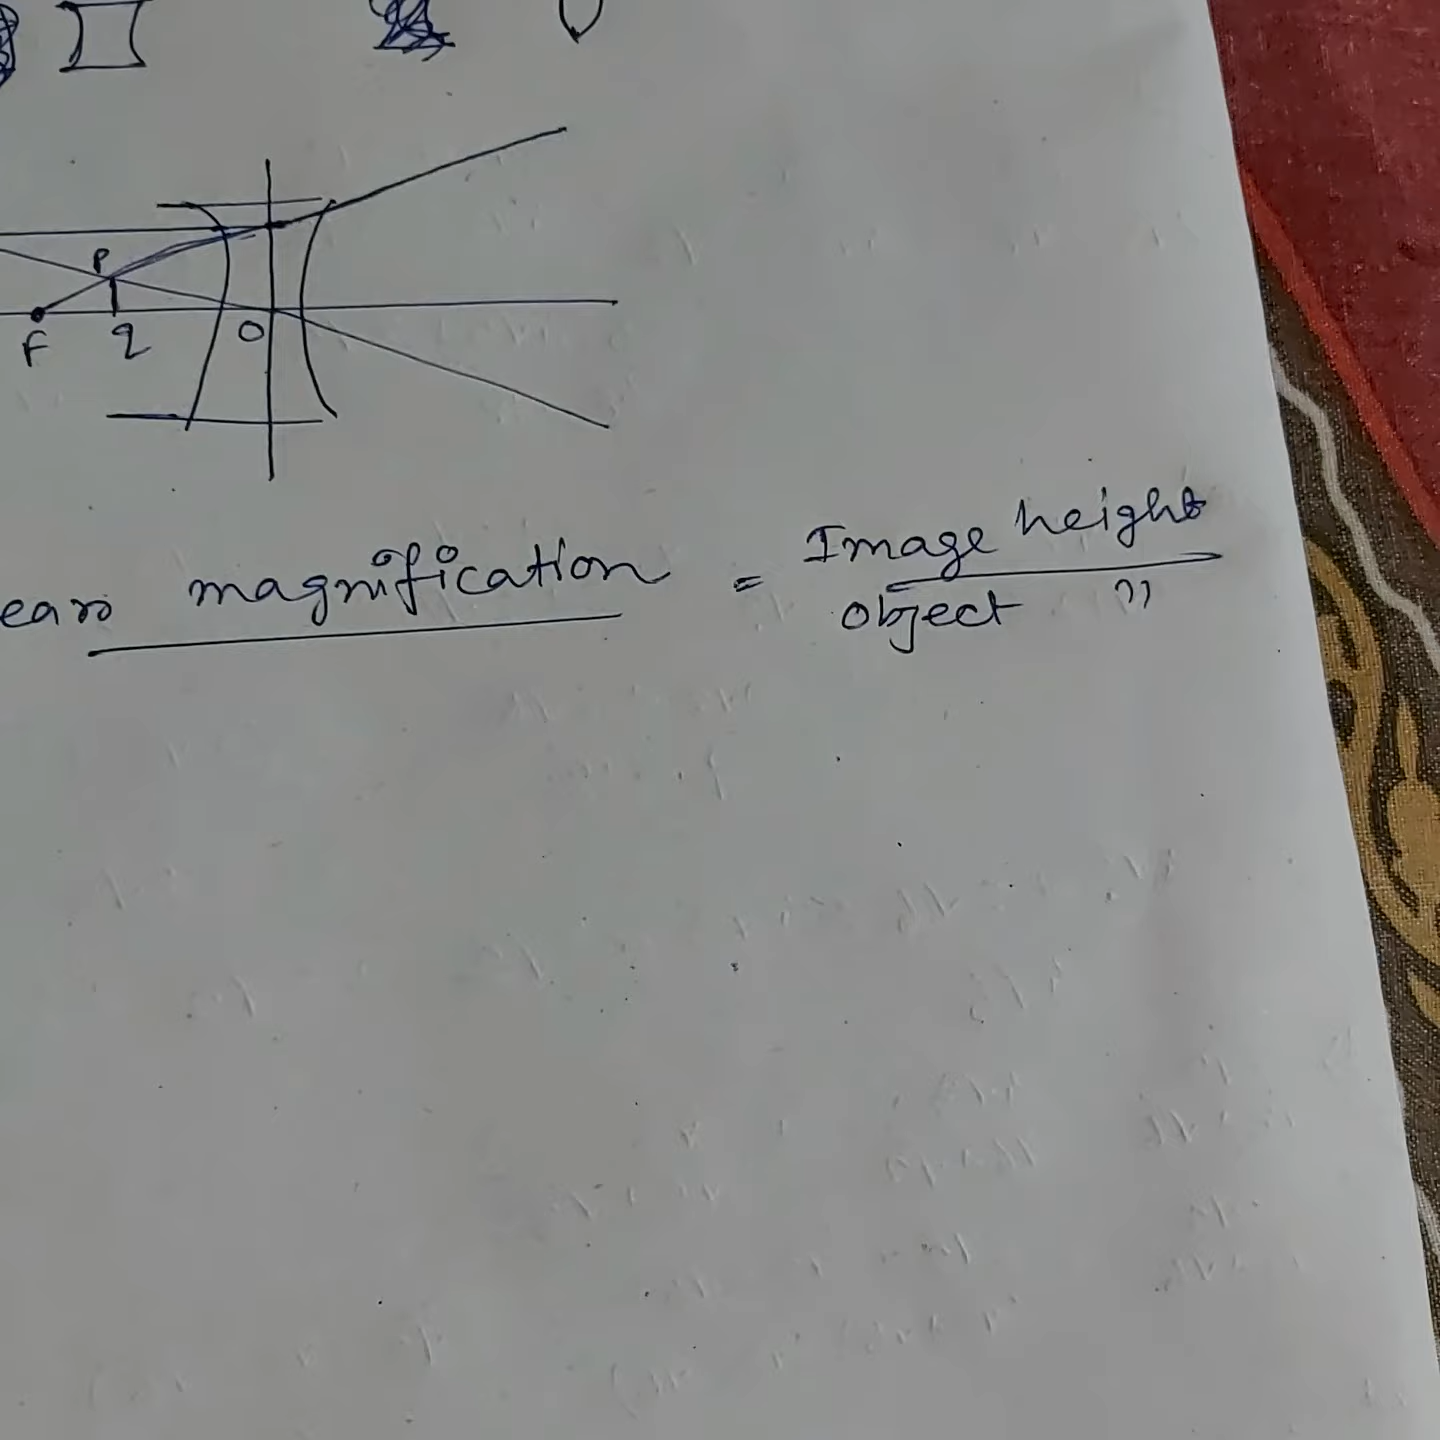 P
F q O
ear magnification = Image height
object "